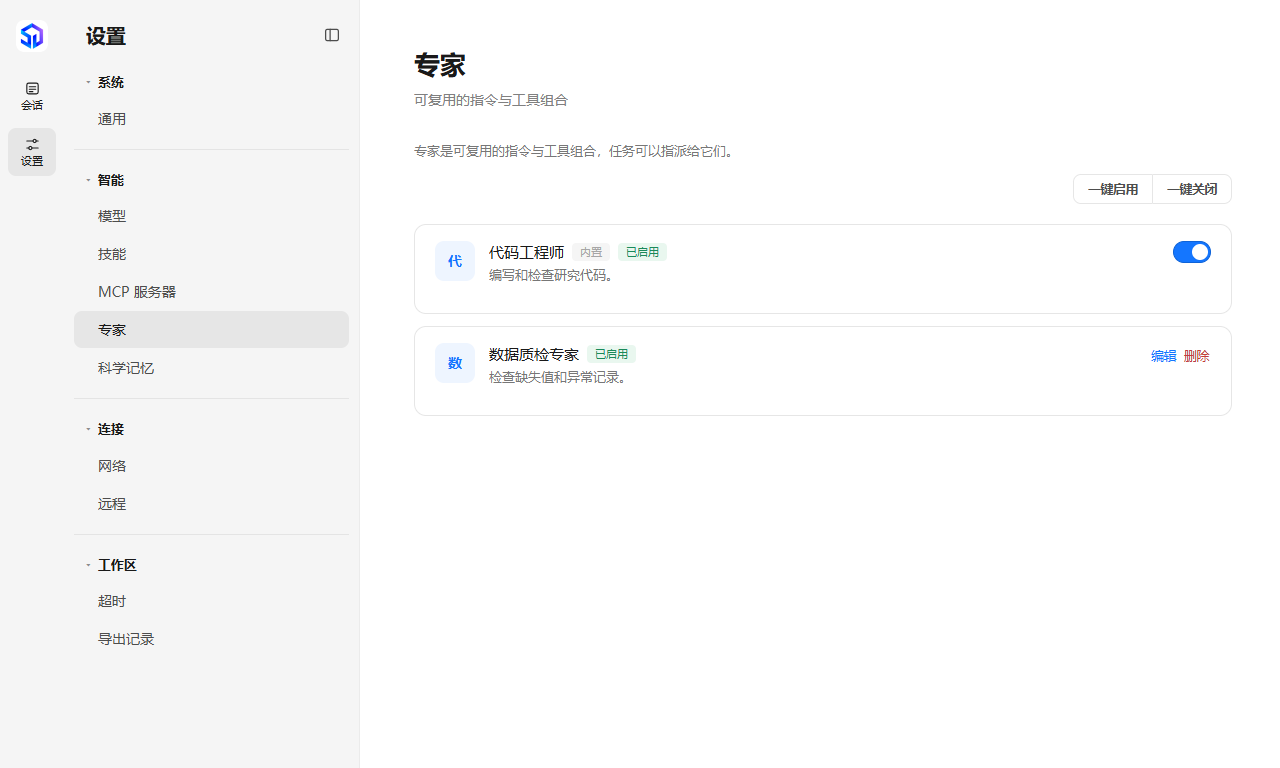 设置
会话
设置
系统
通用
智能
模型
技能
MCP 服务器
专家
科学记忆
连接
网络
远程
工作区
超时
导出记录
专家
可复用的指令与工具组合
专家是可复用的指令与工具组合，任务可以指派给它们。
一键启用 一键关闭
代 代码工程师 内置 已启用
编写和检查研究代码。
数 数据质检专家 已启用 编辑 删除
检查缺失值和异常记录。